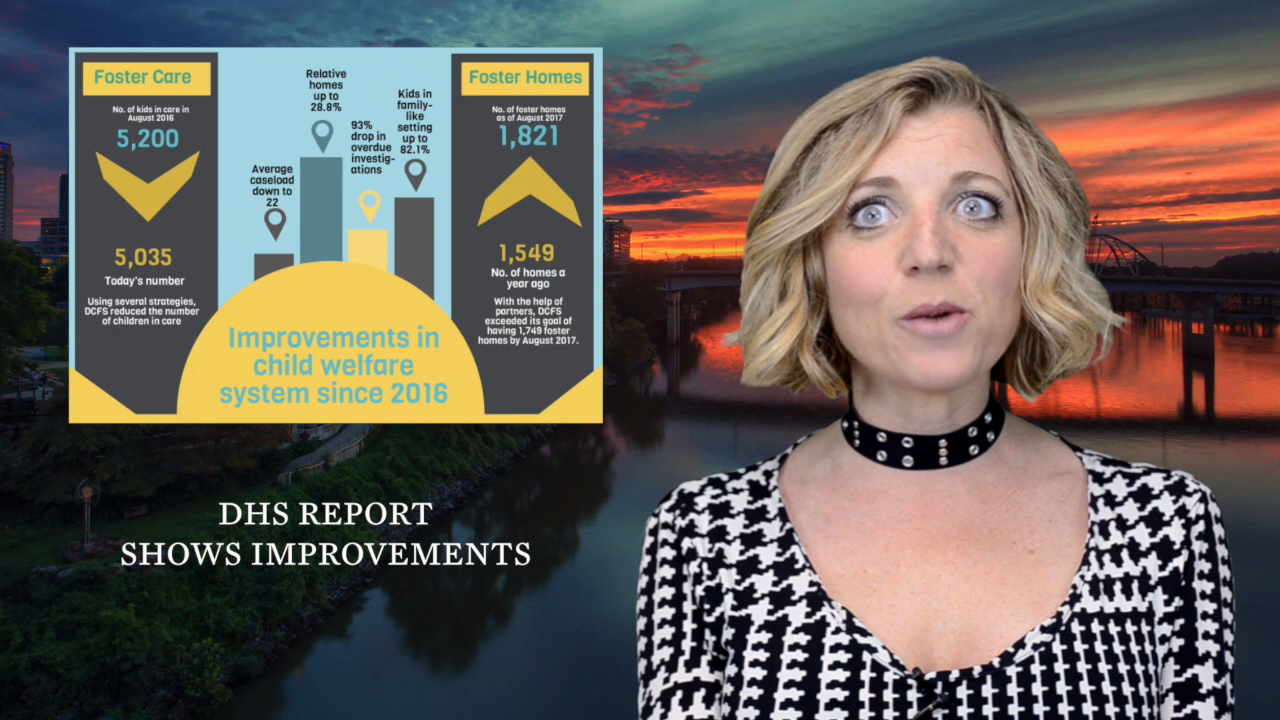 Foster Care
No. of kids in care in
August 2016
5,200
5,035
Today's number
Using several strategies,
DCFS reduced the number
of children in care
Average
caseload
down to
22
Relative
homes
up to
28.8%
93%
drop in
overdue
investig-
ations
Kids in
family-
like
setting
up to
82.1%
Foster Homes
No. of foster homes
as of August 2017
1,821
1,549
No. of homes a
year ago
With the help of
partners, DCFS
exceeded its goal of
having 1,749 foster
homes by August 2017.
Improvements in
child welfare
system since 2016
DHS REPORT
SHOWS IMPROVEMENTS